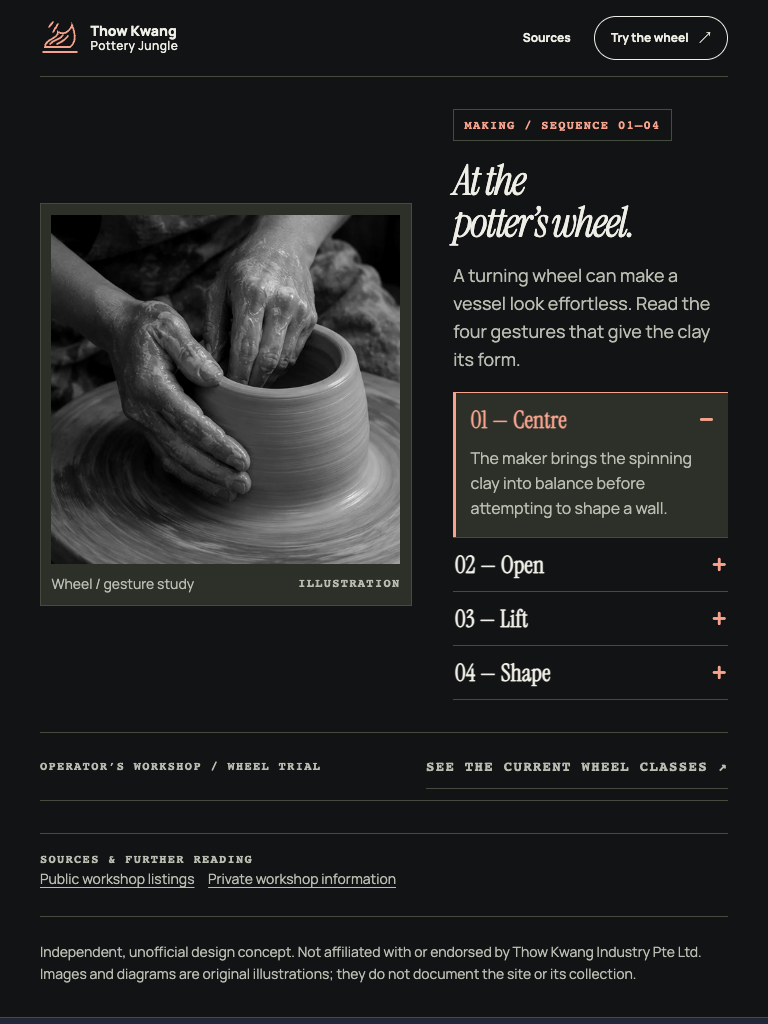 Thow Kwang
Pottery Jungle
Sources
Try the wheel ↗
MAKING / SEQUENCE 01—04
At the
potter’s wheel.
A turning wheel can make a
vessel look effortless. Read the
four gestures that give the clay
its form.
01 — Centre −
The maker brings the spinning
clay into balance before
attempting to shape a wall.
02 — Open +
03 — Lift +
04 — Shape +
Wheel / gesture study
ILLUSTRATION
OPERATOR’S WORKSHOP / WHEEL TRIAL
SEE THE CURRENT WHEEL CLASSES ↗
SOURCES & FURTHER READING
Public workshop listings Private workshop information
Independent, unofficial design concept. Not affiliated with or endorsed by Thow Kwang Industry Pte Ltd.
Images and diagrams are original illustrations; they do not document the site or its collection.